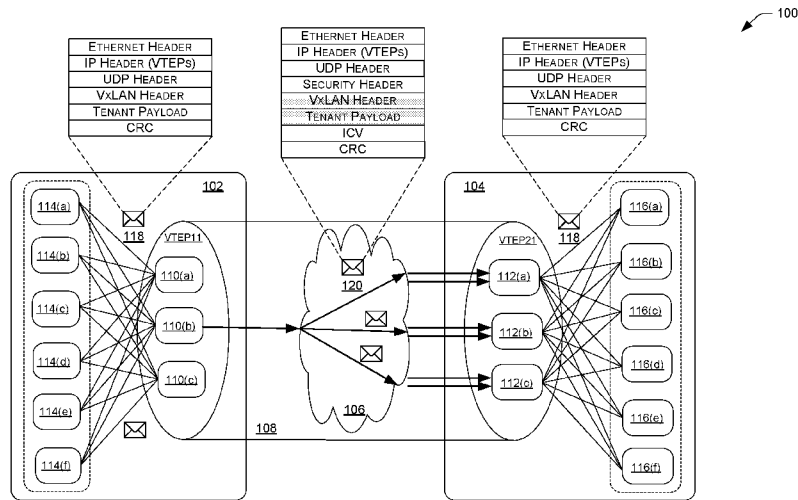 100
ETHERNET HEADER
IP HEADER (VTEPS)
UDP HEADER
VXLAN HEADER
TENANT PAYLOAD
CRC
ETHERNET HEADER
IP HEADER (VTEPS)
UDP HEADER
SECURITY HEADER
VXLAN HEADER
TENANT PAYLOAD
ICV
CRC
ETHERNET HEADER
IP HEADER (VTEPS)
UDP HEADER
VXLAN HEADER
TENANT PAYLOAD
CRC
102
114(a)
114(b)
114(c)
114(d)
114(e)
114(f)
118
VTEP11
110(a)
110(b)
110(c)
108
120
106
104
VTEP21
118
112(a)
112(b)
112(c)
116(a)
116(b)
116(c)
116(d)
116(e)
116(f)